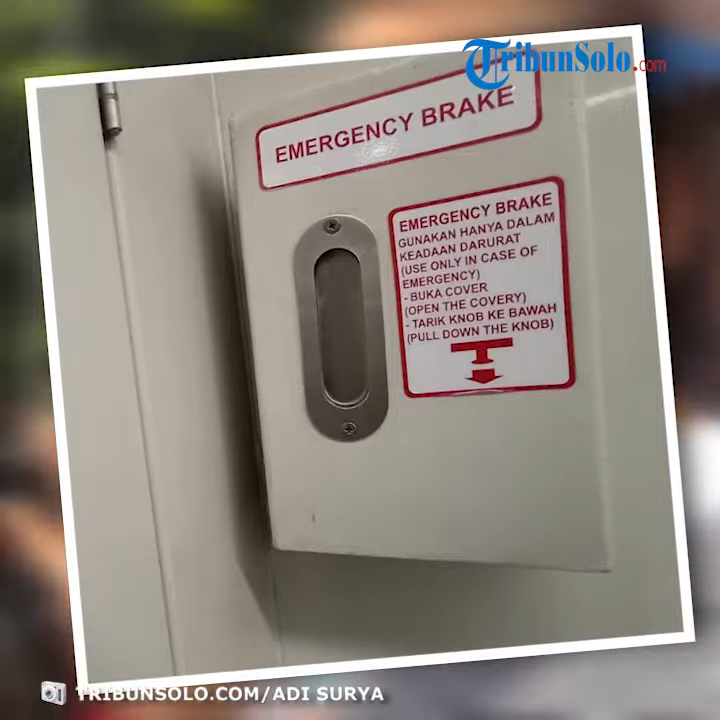 TribunSolo.com
EMERGENCY BRAKE
EMERGENCY BRAKE
GUNAKAN HANYA DALAM
KEADAAN DARURAT
(USE ONLY IN CASE OF
EMERGENCY)
- BUKA COVER
(OPEN THE COVERY)
- TARIK KNOB KE BAWAH
(PULL DOWN THE KNOB)
TRIBUNSOLO.COM/ADI SURYA